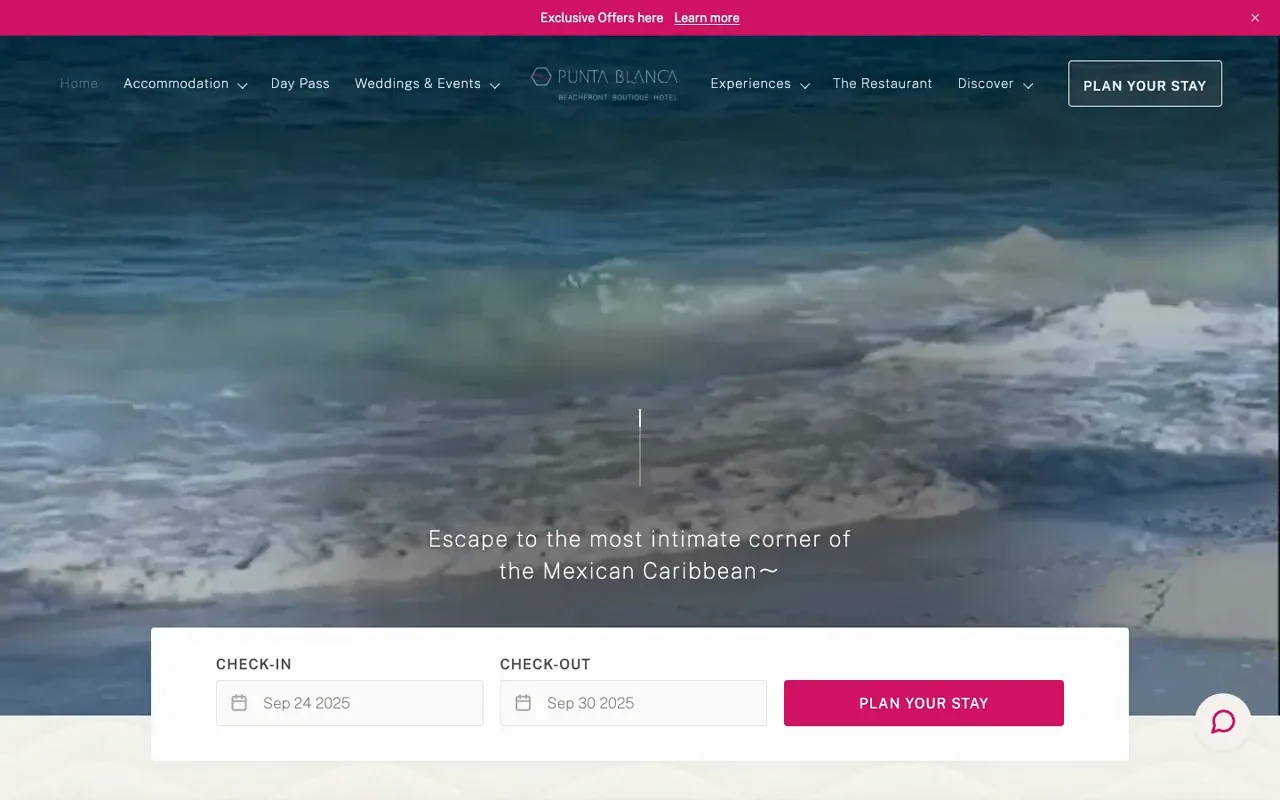 Exclusive Offers here Learn more
Home Accommodation Day Pass Weddings & Events PUNTA BLANCA Experiences The Restaurant Discover PLAN YOUR STAY
BEACHFRONT BOUTIQUE HOTEL
Escape to the most intimate corner of
the Mexican Caribbean~
CHECK-IN CHECK-OUT
Sep 24 2025 Sep 30 2025 PLAN YOUR STAY